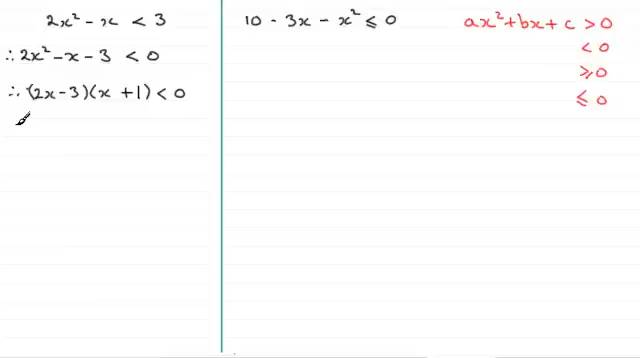 2x² - x < 3
∴ 2x² - x - 3 < 0
∴ (2x - 3)(x + 1) < 0
10 - 3x - x² ⩽ 0
ax² + bx + c > 0
< 0
⩾ 0
⩽ 0